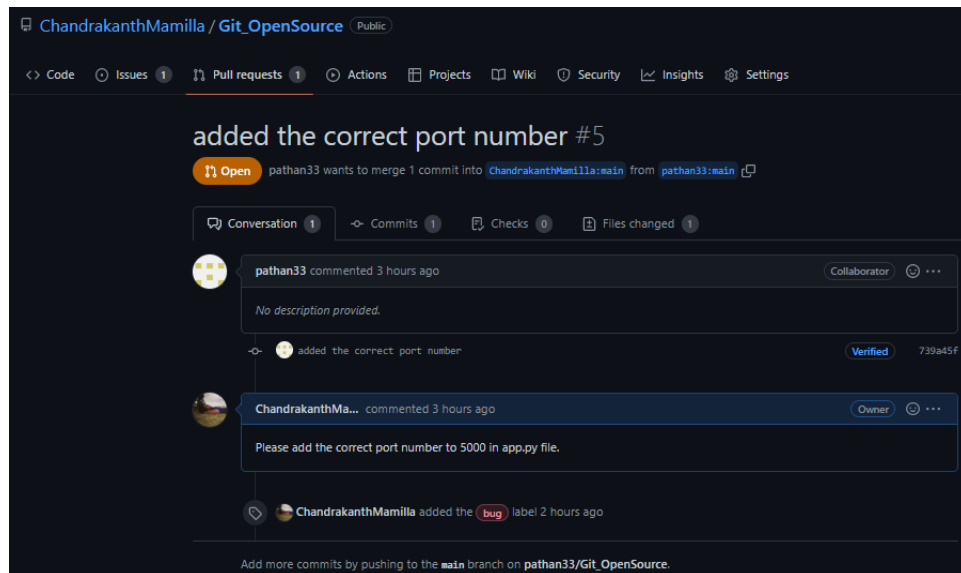 ChandrakanthMamilla / Git_OpenSource Public
<> Code Issues 1 Pull requests 1 Actions Projects Wiki Security Insights Settings
added the correct port number #5
Open pathan33 wants to merge 1 commit into ChandrakanthMamilla:main from pathan33:main
Conversation 1 Commits 1 Checks 0 Files changed 1
pathan33 commented 3 hours ago Collaborator ...
No description provided.
added the correct port number Verified 739a45f
ChandrakanthMa... commented 3 hours ago Owner ...
Please add the correct port number to 5000 in app.py file.
ChandrakanthMamilla added the bug label 2 hours ago
Add more commits by pushing to the main branch on pathan33/Git_OpenSource.